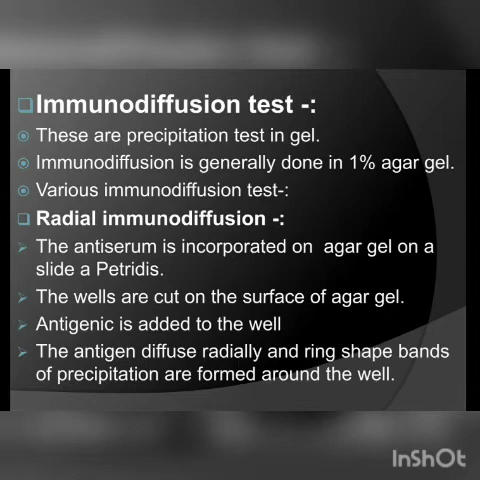 Immunodiffusion test -:
These are precipitation test in gel.
Immunodiffusion is generally done in 1% agar gel.
Various immunodiffusion test-:
Radial immunodiffusion -:
The antiserum is incorporated on agar gel on a
slide a Petridis.
The wells are cut on the surface of agar gel.
Antigenic is added to the well
The antigen diffuse radially and ring shape bands
of precipitation are formed around the well.
InShOt